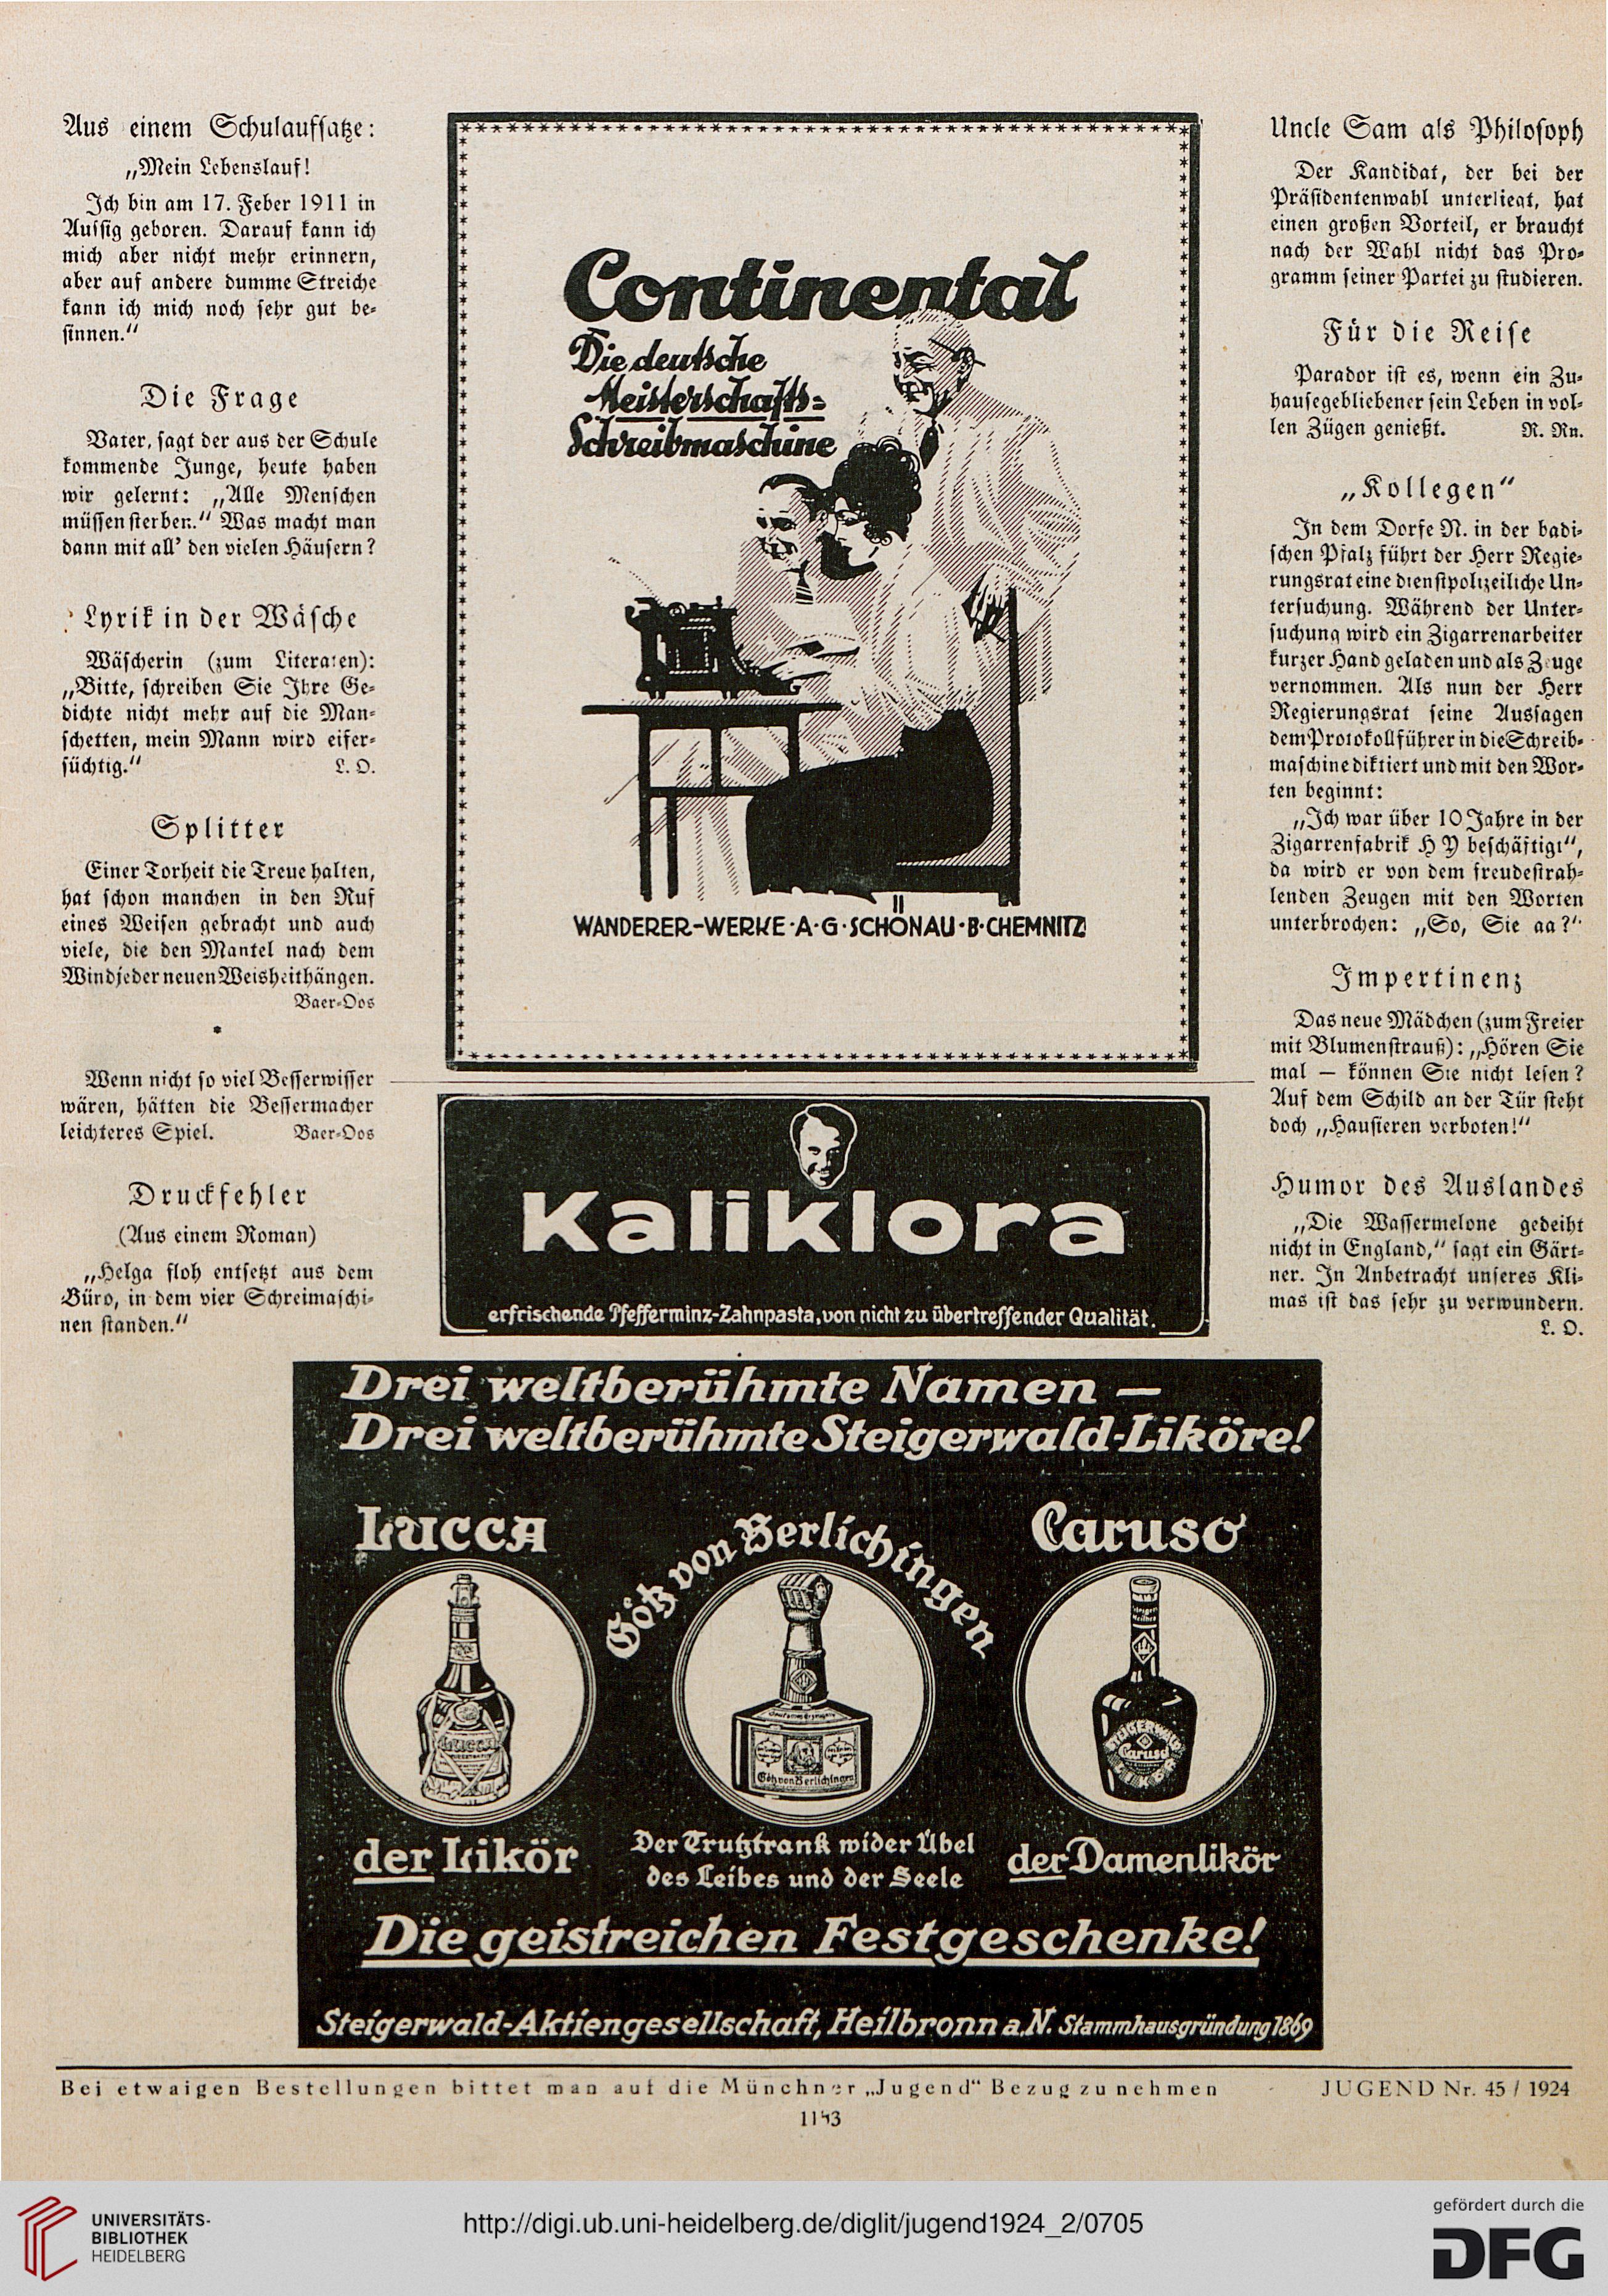 Aus einem Schulaufsatze:
„Mein Lebenslauf!
Ich bin am 17. Feber 1911 in
Aussig geboren. Darauf kann ich
mich aber nicht mehr erinnern,
aber auf andere dumme Streiche
kann ich mich noch sehr gut be-
sinnen.“
Die Frage
Vater, sagt der aus der Schule
kommende Junge, heute haben
wir gelernt: „Alle Menschen
müssen sterben.“ Was macht man
dann mit all' den vielen Häusern?
Lyrik in der Wäsche
Wäscherin (zum Literaten):
„Bitte, schreiben Sie Ihre Ge-
dichte nicht mehr auf die Man-
schetten, mein Mann wird eifer-
süchtig.“ L. O.
Splitter
Einer Torheit die Treue halten,
hat schon manchen in den Ruf
eines Weisen gebracht und auch
viele, die den Mantel nach dem
Wind jeder neuen Weisheit hängen.
Baer-Oos
*
Wenn nicht so viel Besserwisser
wären, hätten die Bessermacher
leichteres Spiel. Baer-Oos
Druckfehler
(Aus einem Roman)
„Helga floh entsetzt aus dem
Büro, in dem vier Schreimaschi-
nen standen.“
Continental
Die deutsche
Meisterschafts-
Schreibmaschine
WANDERER-WERKE·A·G·SCHÖNAU·B·CHEMNITZ
Kaliklora
erfrischende Pfefferminz-Zahnpasta, von nicht zu übertreffender Qualität.
Uncle Sam als Philosoph
Der Kandidat, der bei der
Präsidentenwahl unterliegt, hat
einen großen Vorteil, er braucht
nach der Wahl nicht das Pro-
gramm seiner Partei zu studieren.
Für die Reise
Paradox ist es, wenn ein Zu-
hausegebliebener sein Leben in vol-
len Zügen genießt. R. Rn.
„Kollegen“
In dem Dorfe N. in der badi-
schen Pfalz führt der Herr Regie-
rungsrat eine dienstpolizeiliche Un-
tersuchung. Während der Unter-
suchung wird ein Zigarrenarbeiter
kurzer Hand geladen und als Zeuge
vernommen. Als nun der Herr
Regierungsrat seine Aussagen
dem Protokollführer in die Schreib-
maschine diktiert und mit den Wor-
ten beginnt:
„Ich war über 10 Jahre in der
Zigarrenfabrik H Y beschäftigt“,
da wird er von dem freudestrah-
lenden Zeugen mit den Worten
unterbrochen: „So, Sie aa?“
Impertinenz
Das neue Mädchen (zum Freier
mit Blumenstrauß): „Hören Sie
mal — können Sie nicht lesen?
Auf dem Schild an der Tür steht
doch „Hausieren verboten!“
Humor des Auslandes
„Die Wassermelone gedeiht
nicht in England,“ sagt ein Gärt-
ner. In Anbetracht unseres Kli-
mas ist das sehr zu verwundern.
L. O.
Drei weltberühmte Namen —
Drei weltberühmte Steigerwald-Liköre!
Lucca
Götz von Berlichingen
Caruso
Lucca
Götz von Berlichingen
STEIGERWALD
Caruso
LIKÖR
der Likör
Der Trutztrank wider Übel
des Leibes und der Seele
der Damenlikör
Die geistreichen Festgeschenke!
Steigerwald-Aktiengesellschaft, Heilbronn a.N. Stammhausgründung 1869
Bei etwaigen Bestellungen bittet man auf die Münchner „Jugend“ Bezug zu nehmen
JUGEND Nr. 45 / 1924
1143
UNIVERSITÄTS-
BIBLIOTHEK
HEIDELBERG
http://digi.ub.uni-heidelberg.de/diglit/jugend1924_2/0705
gefördert durch die
DFG